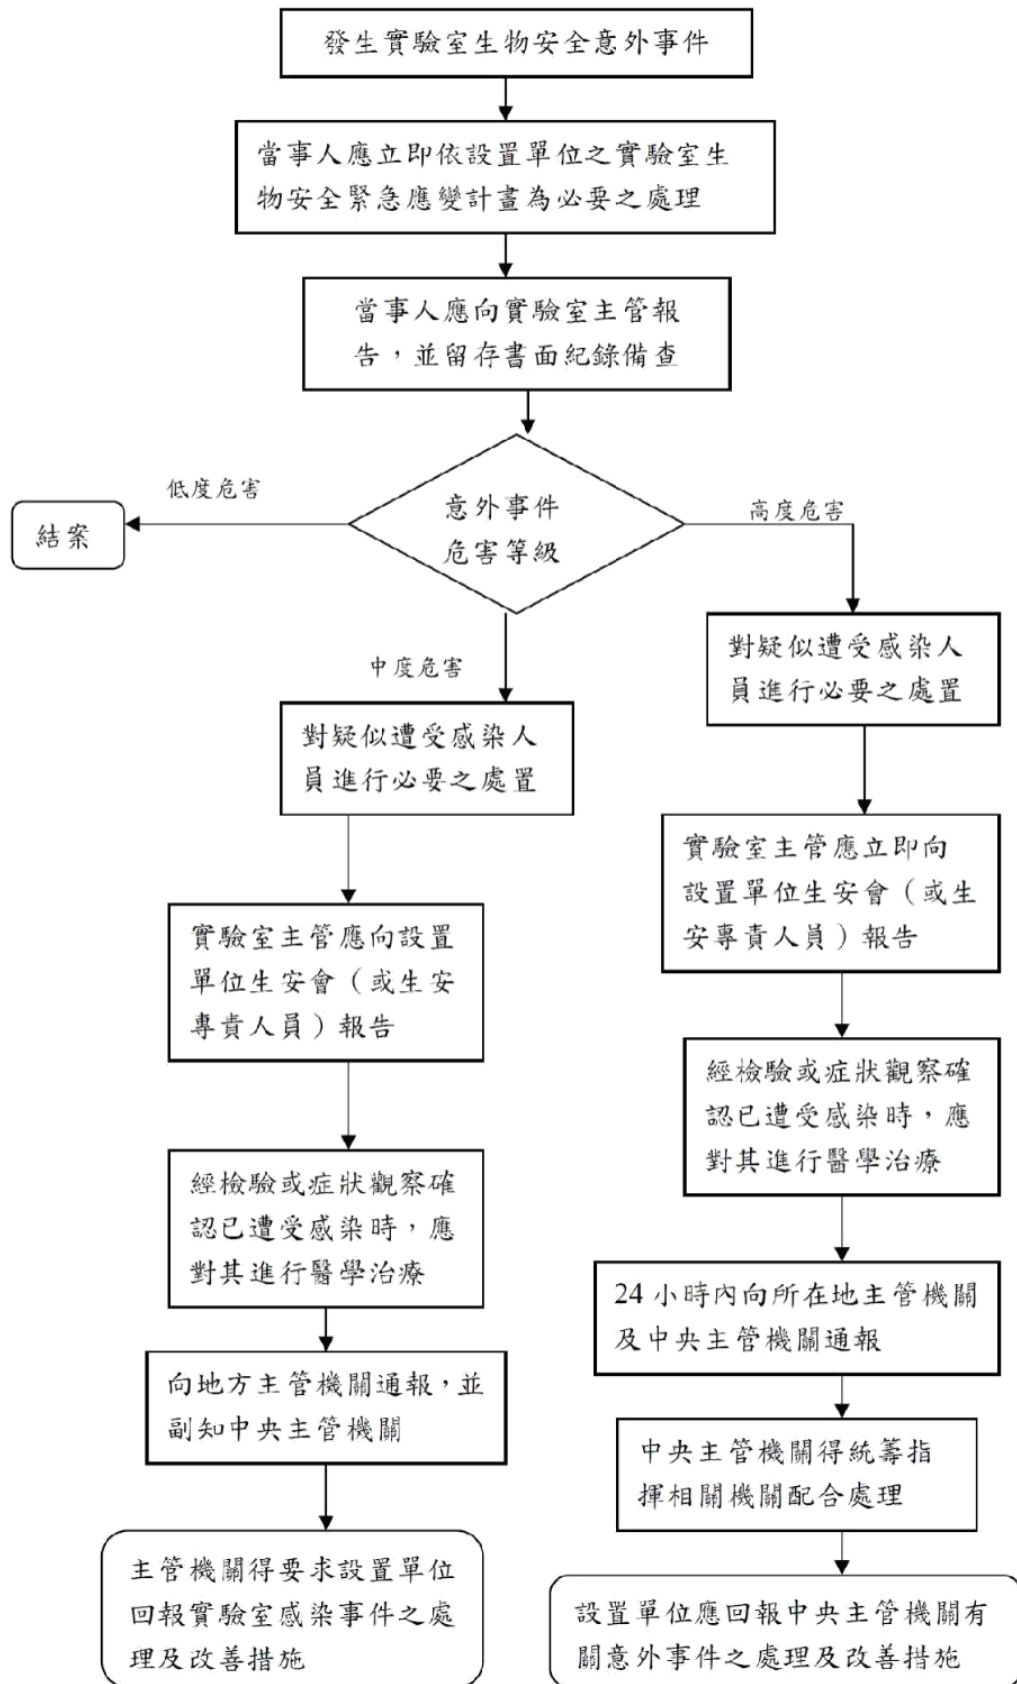 發生實驗室生物安全意外事件
當事人應立即依設置單位之實驗室生
物安全緊急應變計畫為必要之處理
當事人應向實驗室主管報
告，並留存書面紀錄備查
意外事件
危害等級
低度危害
結案
中度危害
對疑似遭受感染人
員進行必要之處置
實驗室主管應向設置
單位生安會（或生安
專責人員）報告
經檢驗或症狀觀察確
認已遭受感染時，應
對其進行醫學治療
向地方主管機關通報，並
副知中央主管機關
主管機關得要求設置單位
回報實驗室感染事件之處
理及改善措施
高度危害
對疑似遭受感染人
員進行必要之處置
實驗室主管應立即向
設置單位生安會（或生
安專責人員）報告
經檢驗或症狀觀察確
認已遭受感染時，應
對其進行醫學治療
24 小時內向所在地主管機關
及中央主管機關通報
中央主管機關得統籌指
揮相關機關配合處理
設置單位應回報中央主管機關有
關意外事件之處理及改善措施